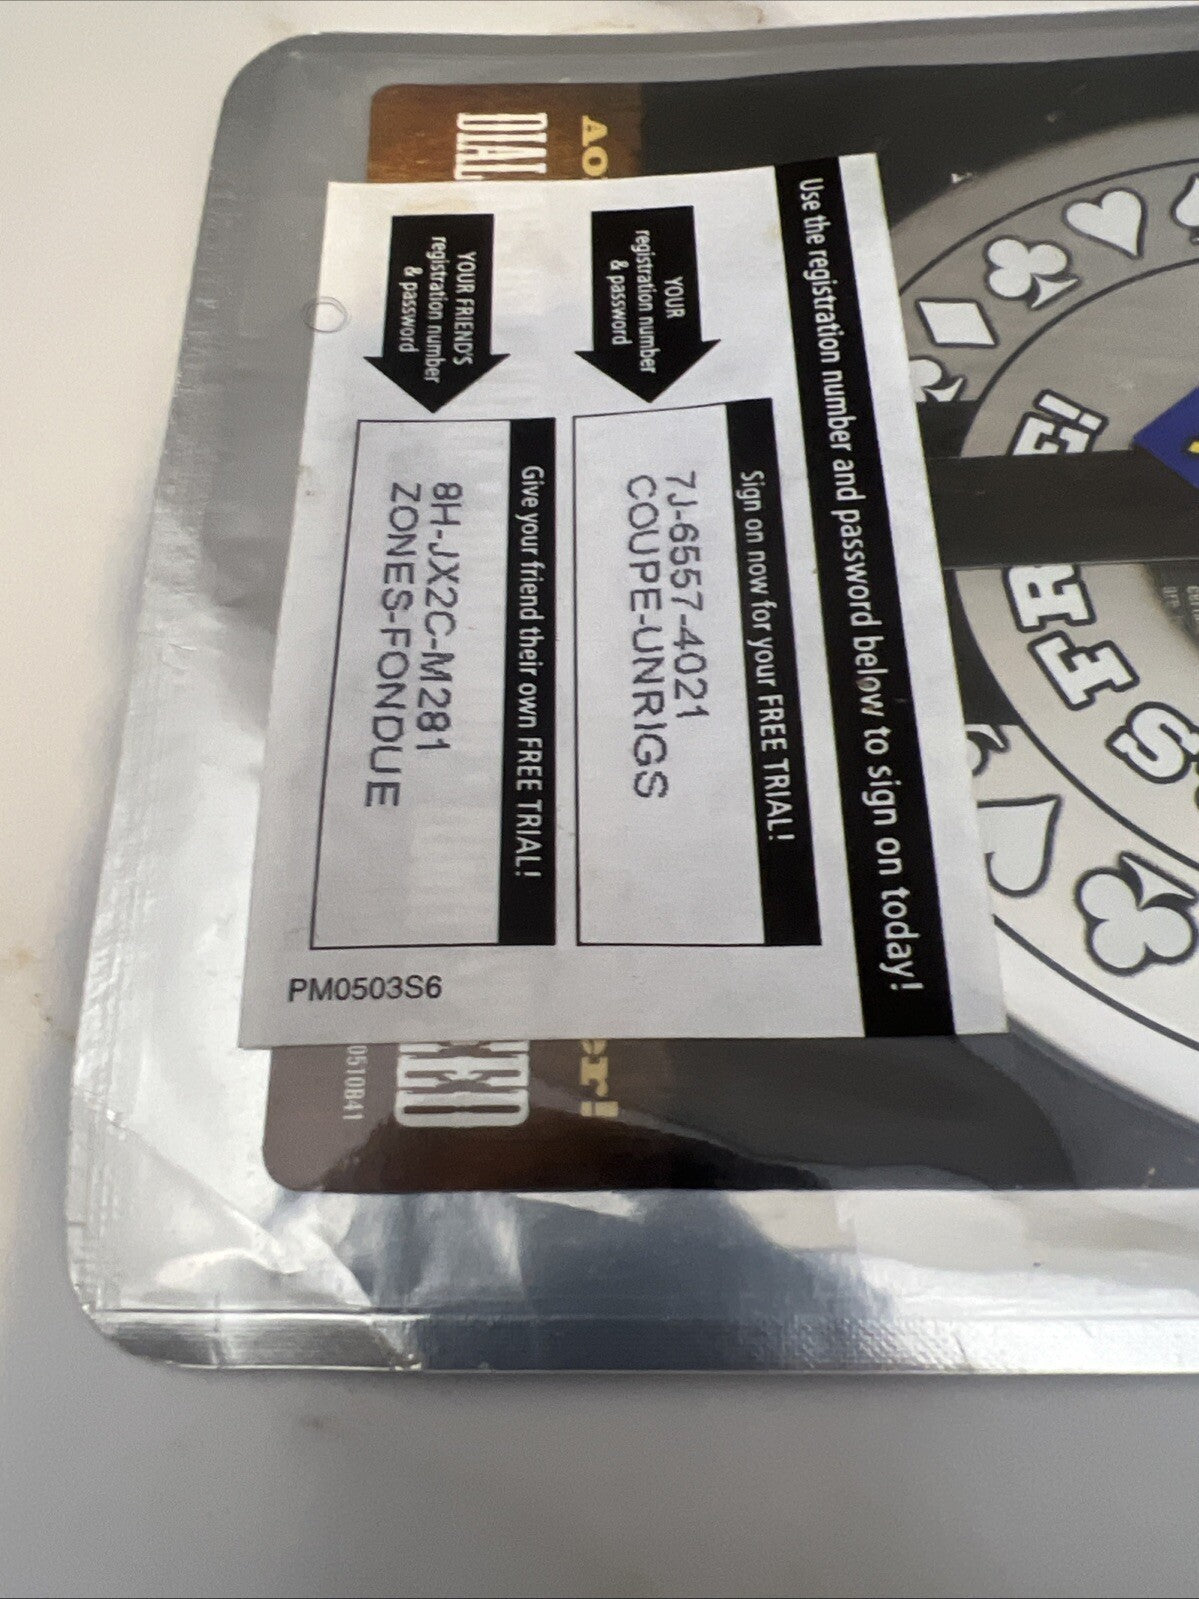 Use the registration number and password below to sign on today!
YOUR
registration number
& password
Sign on now for your FREE TRIAL!
7J-6557-4021
COUPE-UNRIGS
YOUR FRIEND'S
registration number
& password
Give your friend their own FREE TRIAL!
8H-JX2C-M281
ZONES-FONDUE
PM0503S6
DIAL
0510841